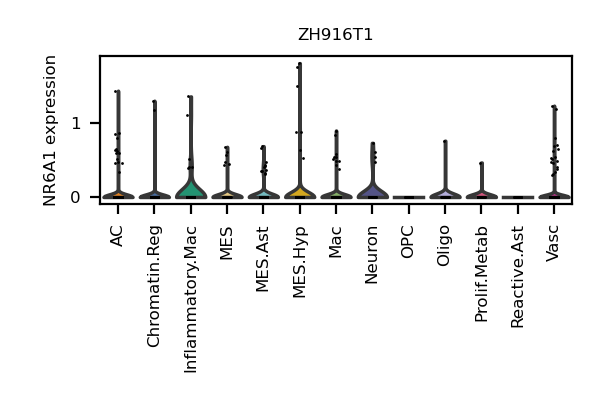 ZH916T1
NR6A1 expression
1
0
AC
Chromatin.Reg
Inflammatory.Mac
MES
MES.Ast
MES.Hyp
Mac
Neuron
OPC
Oligo
Prolif.Metab
Reactive.Ast
Vasc